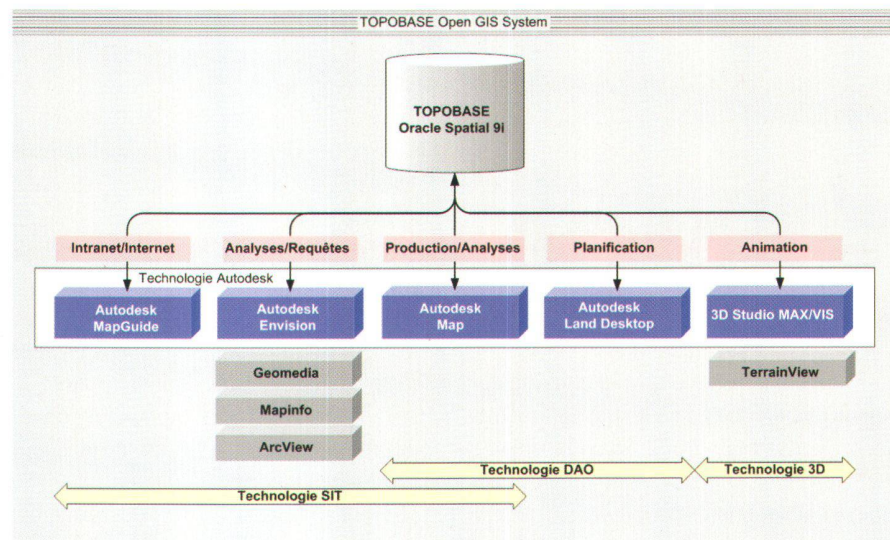 TOPOBASE Open GIS System
TOPOBASE
Oracle Spatial 9i
Intranet/Internet
Analyses/Requêtes
Production/Analyses
Planification
Animation
Technologie Autodesk
Autodesk
MapGuide
Autodesk
Envision
Autodesk
Map
Autodesk
Land Desktop
3D Studio MAX/VIS
Geomedia
TerrainView
Mapinfo
ArcView
Technologie DAO
Technologie 3D
Technologie SIT